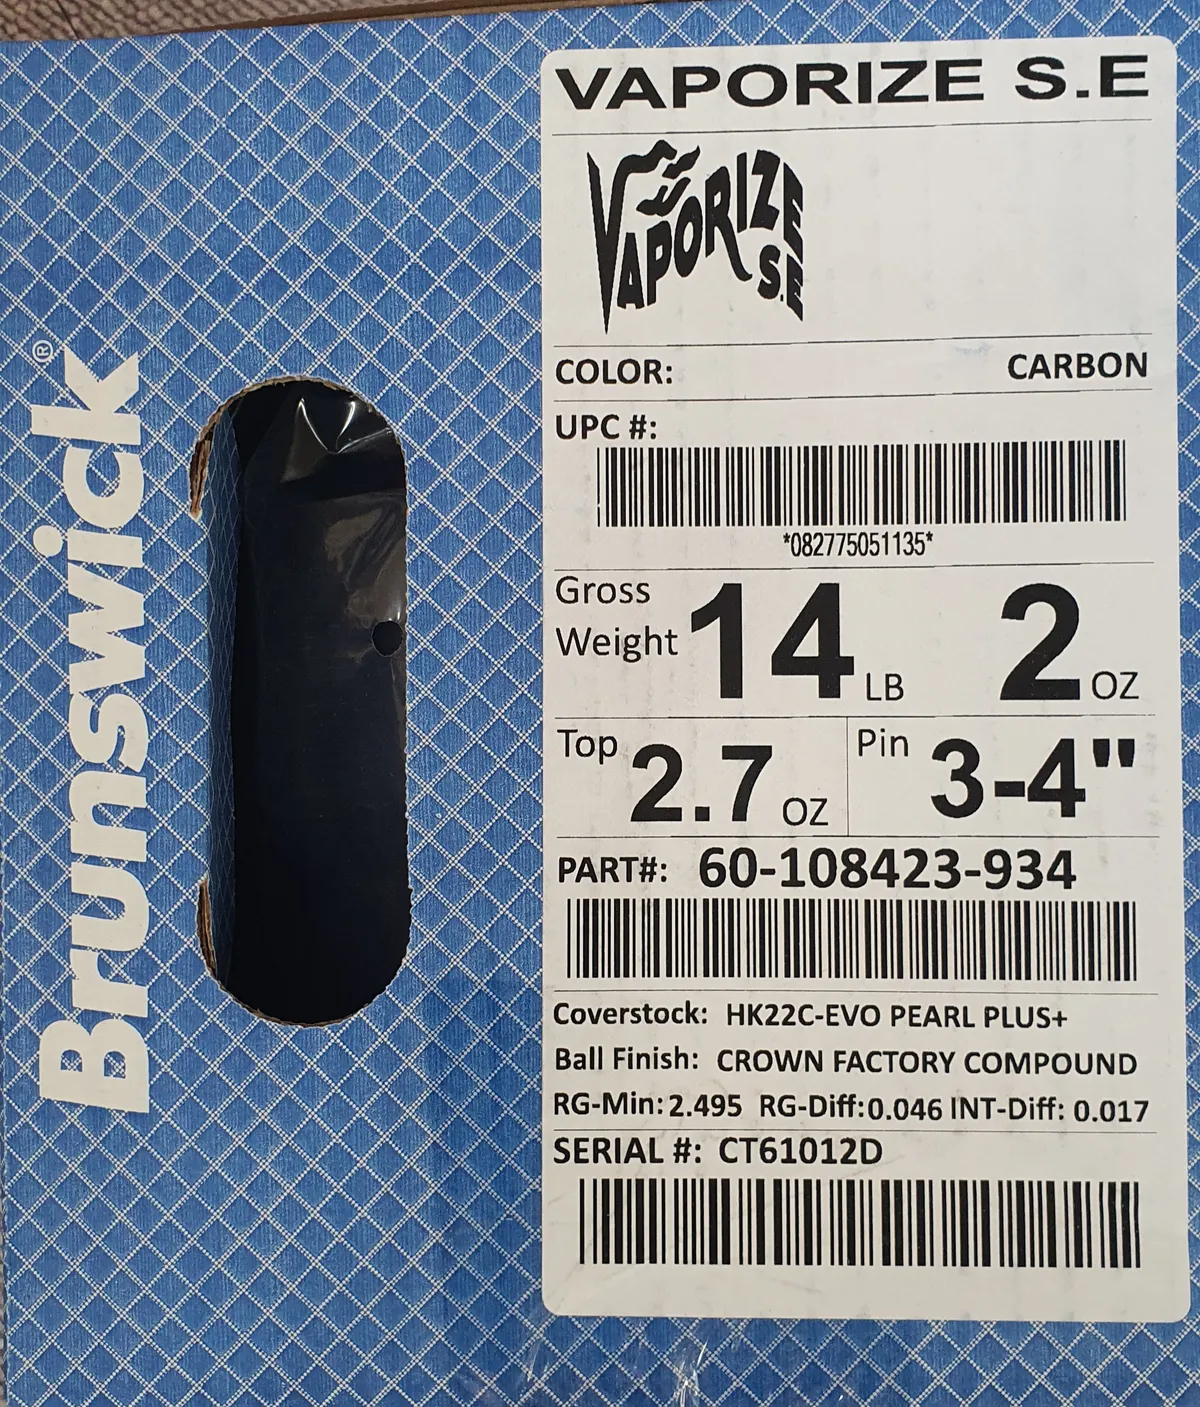 Brunswick®
VAPORIZE S.E
VAPORIZE
S.E
COLOR: CARBON
UPC #:
*082775051135*
Gross
Weight 14 LB 2 OZ
Top 2.7 OZ Pin 3-4"
PART#: 60-108423-934
Coverstock: HK22C-EVO PEARL PLUS+
Ball Finish: CROWN FACTORY COMPOUND
RG-Min: 2.495 RG-Diff: 0.046 INT-Diff: 0.017
SERIAL #: CT61012D